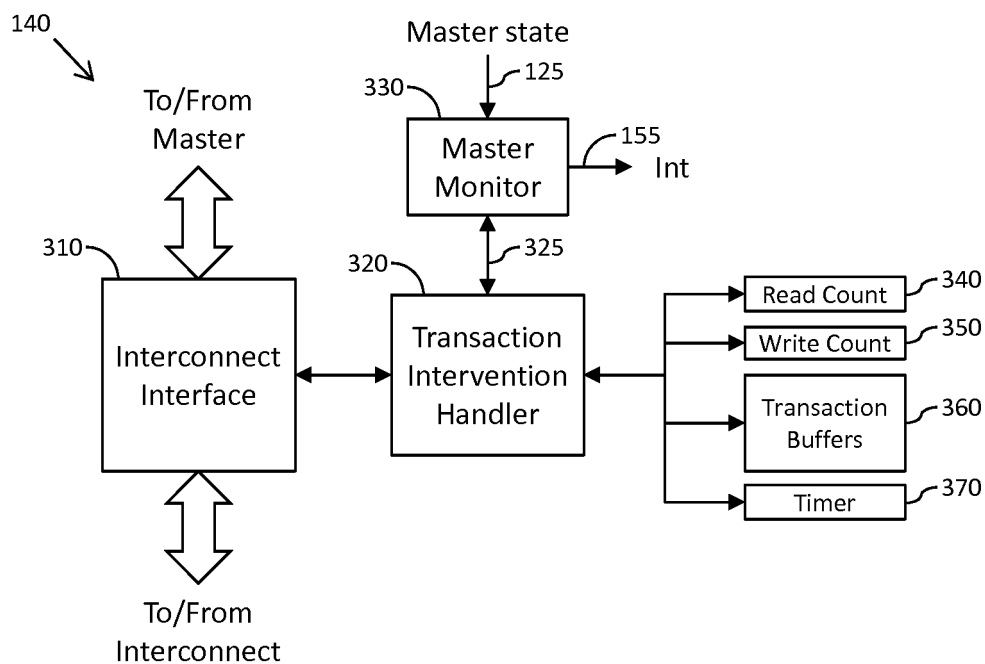 140
Master state
125
To/From
Master
330
Master
Monitor
155
Int
310
320
325
Interconnect
Interface
Transaction
Intervention
Handler
Read Count
340
Write Count
350
Transaction
Buffers
360
Timer
370
To/From
Interconnect